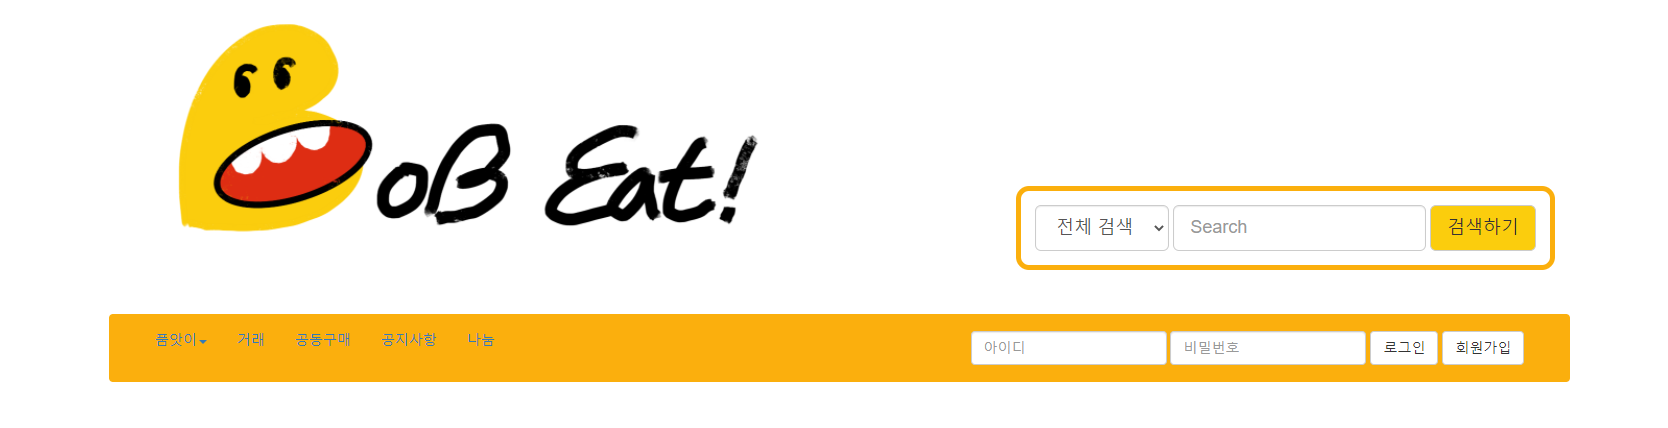 BoB Eat!
전체 검색 Search 검색하기
품앗이 거래 공동구매 공지사항 나눔 아이디 비밀번호 로그인 회원가입